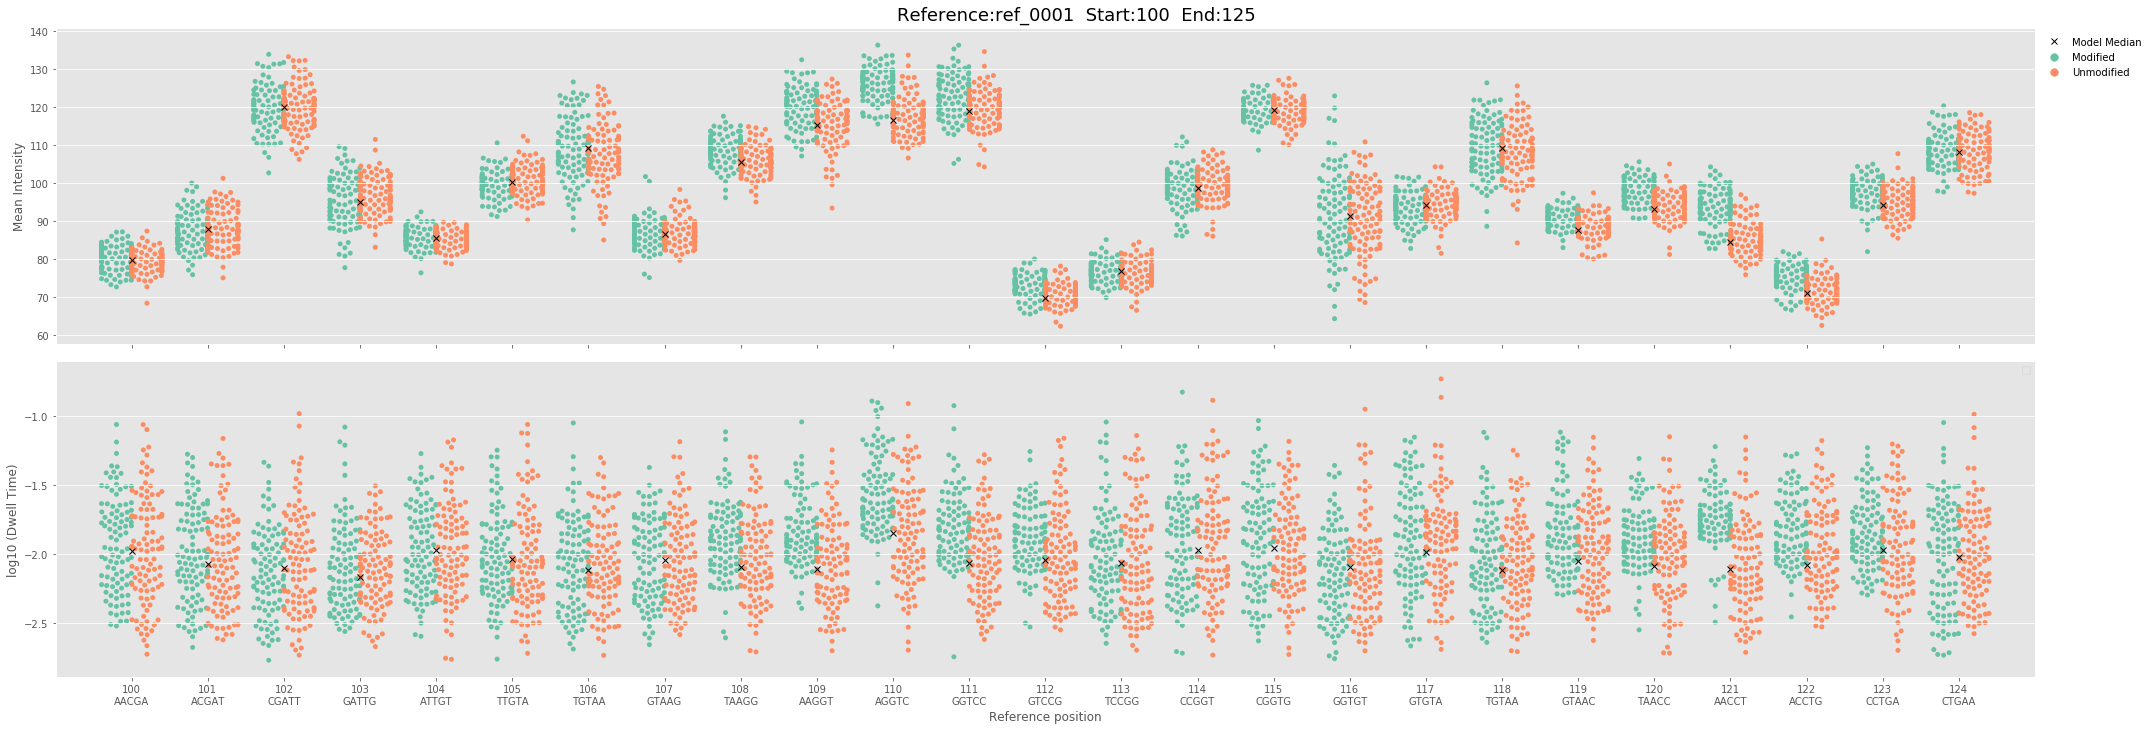 Reference:ref_0001  Start:100  End:125
140
130
120
110
100
90
80
70
60
Mean Intensity
× Model Median
Modified
Unmodified
−1.0
−1.5
−2.0
−2.5
log10 (Dwell Time)
100 101 102 103 104 105 106 107 108 109 110 111 112 113 114 115 116 117 118 119 120 121 122 123 124
AACGA ACGAT CGATT GATTG ATTGT TTGTA TGTAA GTAAG TAAGG AAGGT AGGTC GGTCC GTCCG TCCGG CCGGT CGGTG GGTGT GTGTA TGTAA GTAAC TAACC AACCT ACCTG CCTGA CTGAA
Reference position